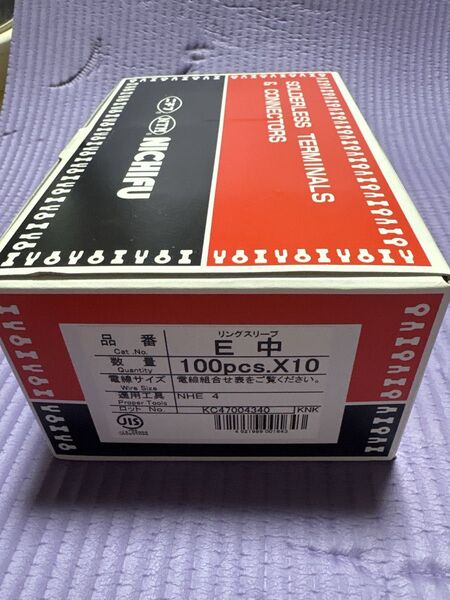 SOLDERLESS TERMINALS
& CONNECTORS
NICHIFU
品番 リングスリーブ
Cat.No. E 中
数量 100pcs.X10
Quantity
電線サイズ 電線組合せ表をご覧ください。
Wire Size
適用工具 NHE 4
Proper Tools
ロット No. KC47004340 KNK
JIS